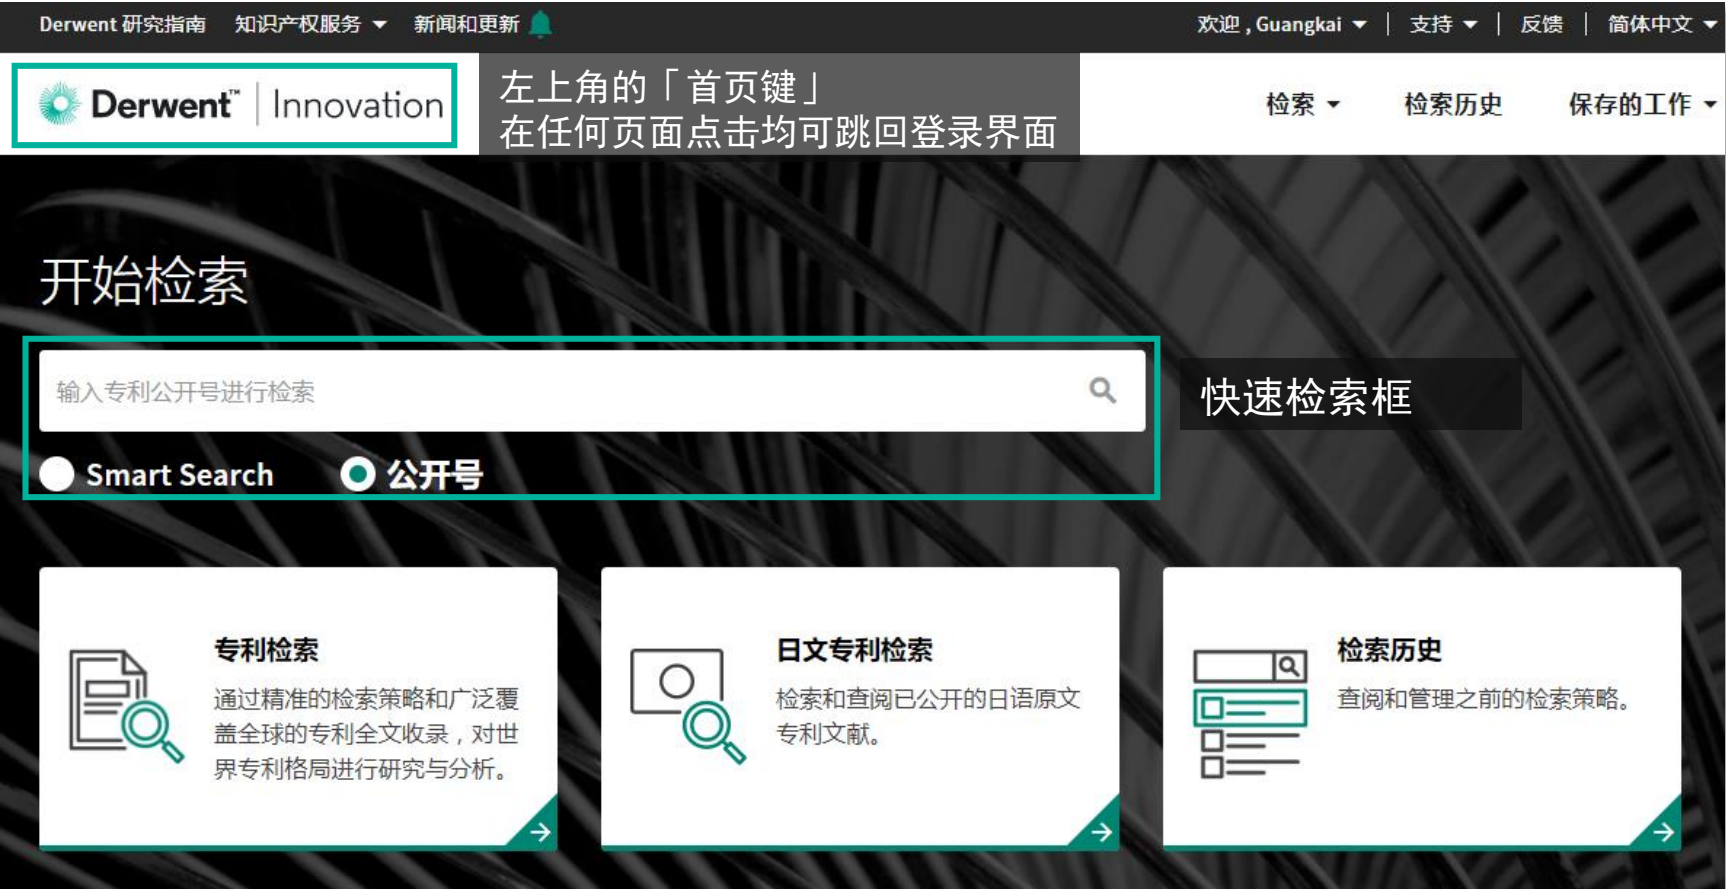 Derwent 研究指南 知识产权服务 新闻和更新 欢迎 , Guangkai 支持 反馈 简体中文
Derwent™ Innovation
左上角的「首页键」
在任何页面点击均可跳回登录界面
检索 检索历史 保存的工作
开始检索
输入专利公开号进行检索
快速检索框
Smart Search 公开号
专利检索
通过精准的检索策略和广泛覆
盖全球的专利全文收录 , 对世
界专利格局进行研究与分析。
日文专利检索
检索和查阅已公开的日语原文
专利文献。
检索历史
查阅和管理之前的检索策略。